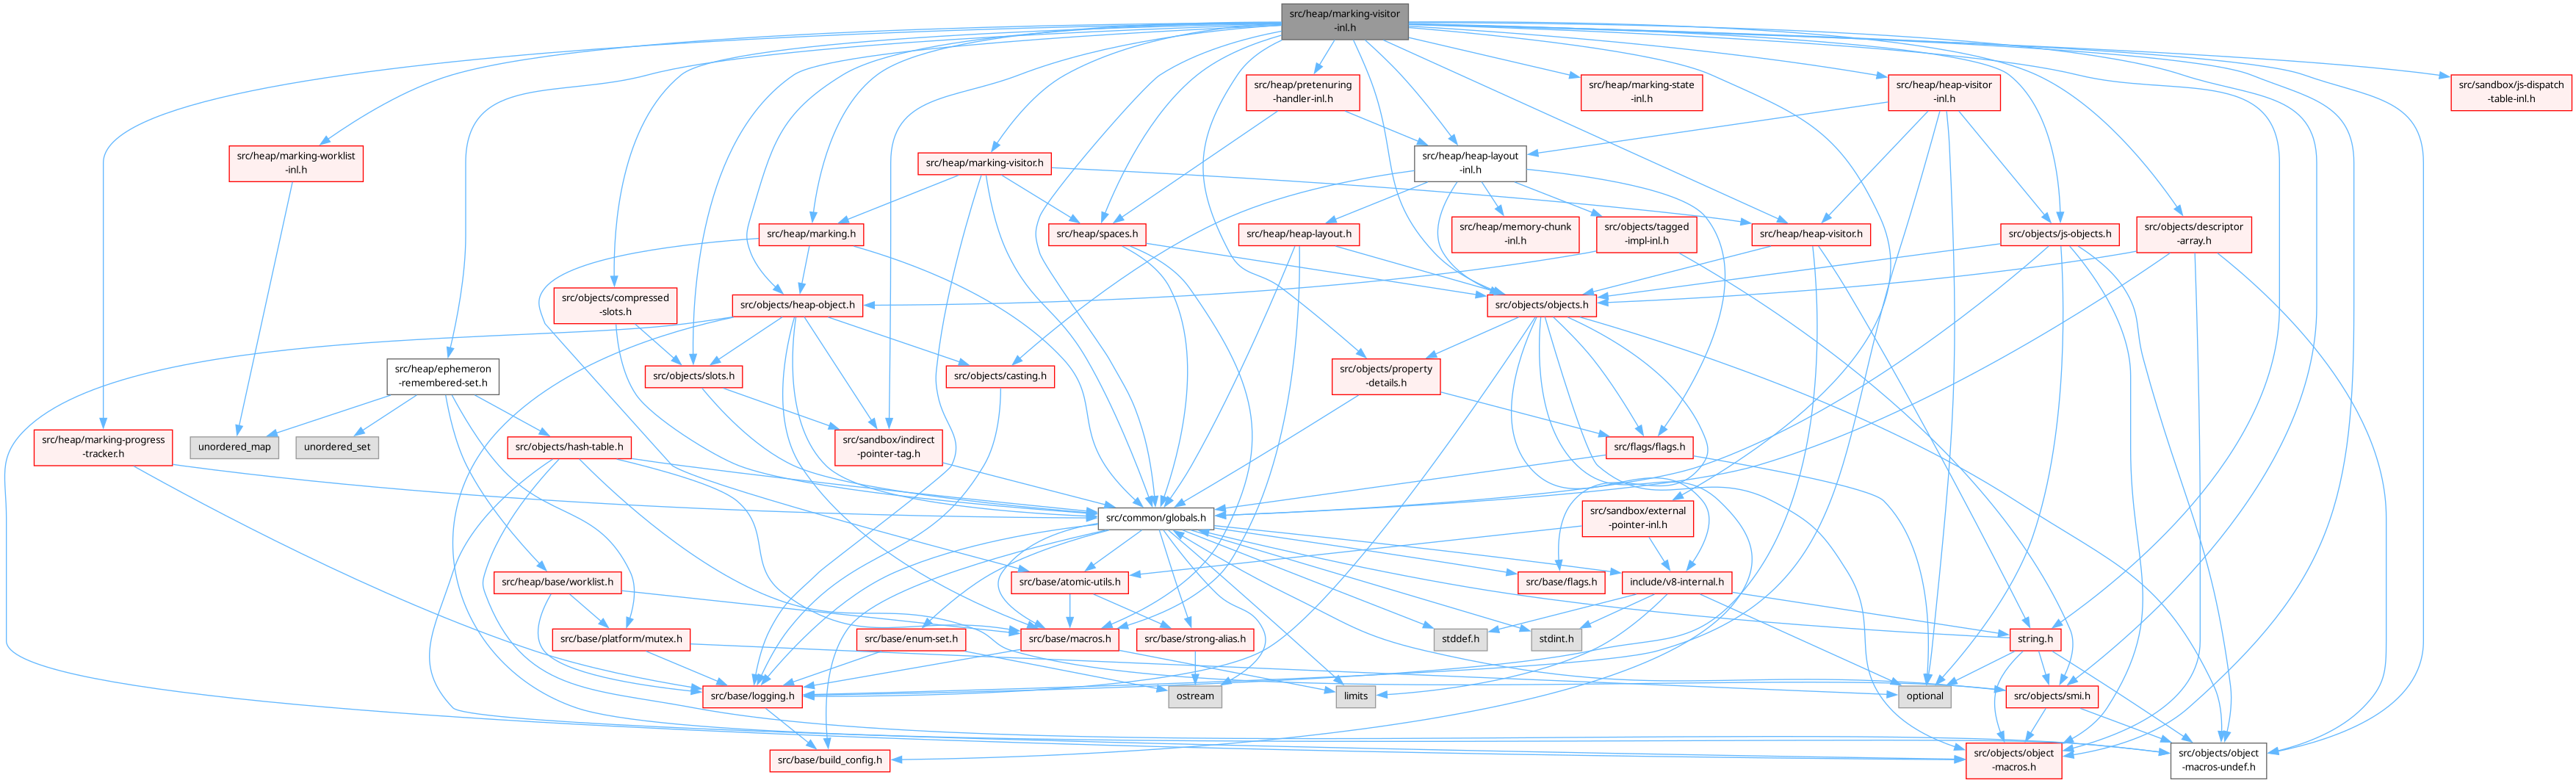 src/heap/marking-visitor
-inl.h
src/heap/pretenuring
-handler-inl.h
src/heap/marking-state
-inl.h
src/heap/heap-visitor
-inl.h
src/sandbox/js-dispatch
-table-inl.h
src/heap/marking-worklist
-inl.h
src/heap/marking-visitor.h
src/heap/heap-layout
-inl.h
src/heap/marking.h
src/heap/spaces.h
src/heap/heap-layout.h
src/heap/memory-chunk
-inl.h
src/objects/tagged
-impl-inl.h
src/heap/heap-visitor.h
src/objects/js-objects.h
src/objects/descriptor
-array.h
src/objects/compressed
-slots.h
src/objects/heap-object.h
src/objects/objects.h
src/heap/ephemeron
-remembered-set.h
src/objects/slots.h
src/objects/casting.h
src/objects/property
-details.h
src/heap/marking-progress
-tracker.h
unordered_map
unordered_set
src/objects/hash-table.h
src/sandbox/indirect
-pointer-tag.h
src/flags/flags.h
src/common/globals.h
src/sandbox/external
-pointer-inl.h
src/heap/base/worklist.h
src/base/atomic-utils.h
src/base/flags.h
include/v8-internal.h
src/base/platform/mutex.h
src/base/enum-set.h
src/base/macros.h
src/base/strong-alias.h
stddef.h
stdint.h
string.h
src/base/logging.h
ostream
limits
optional
src/objects/smi.h
src/base/build_config.h
src/objects/object
-macros.h
src/objects/object
-macros-undef.h